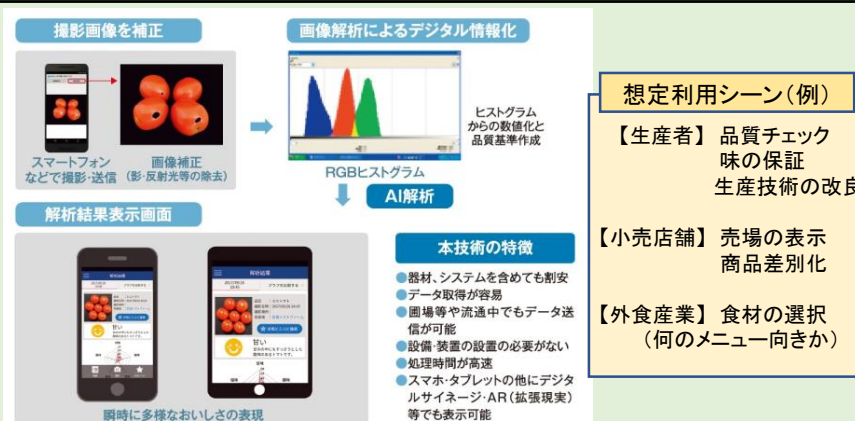 撮影画像を補正
スマートフォン
などで撮影・送信
画像補正
(影・反射光等の除去)
画像解析によるデジタル情報化
ヒストグラム
からの数値化と
品質基準作成
RGBヒストグラム
AI解析
解析結果表示画面
解析結果
甘い
解析結果
甘い
瞬時に多様なおいしさの表現
本技術の特徴
●器材、システムを含めても割安
●データ取得が容易
●圃場等や流通中でもデータ送
信が可能
●設備・装置の設置の必要がない
●処理時間が高速
●スマホ・タブレットの他にデジタ
ルサイネージ・AR(拡張現実)
等でも表示可能
想定利用シーン(例)
【生産者】 品質チェック
味の保証
生産技術の改良
【小売店舗】 売場の表示
商品差別化
【外食産業】 食材の選択
(何のメニュー向きか)